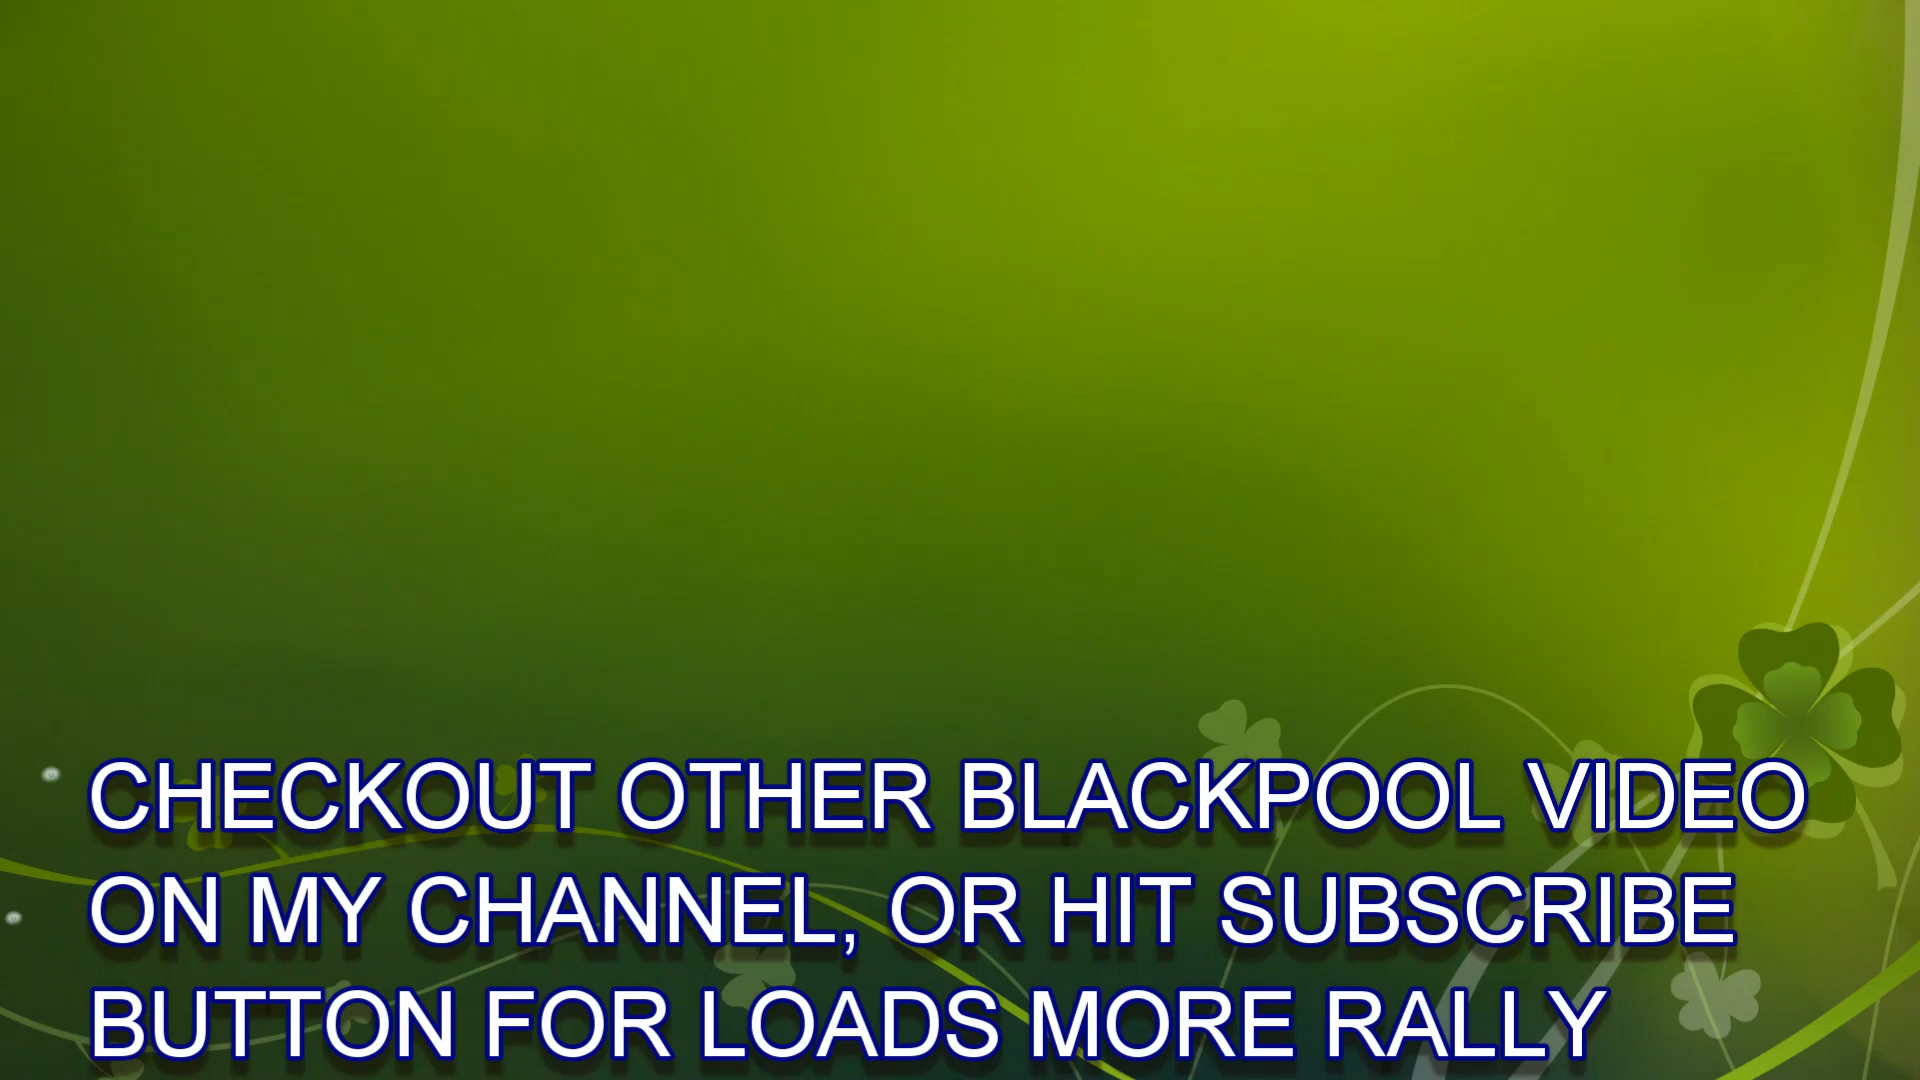 CHECKOUT OTHER BLACKPOOL VIDEO
ON MY CHANNEL, OR HIT SUBSCRIBE
BUTTON FOR LOADS MORE RALLY